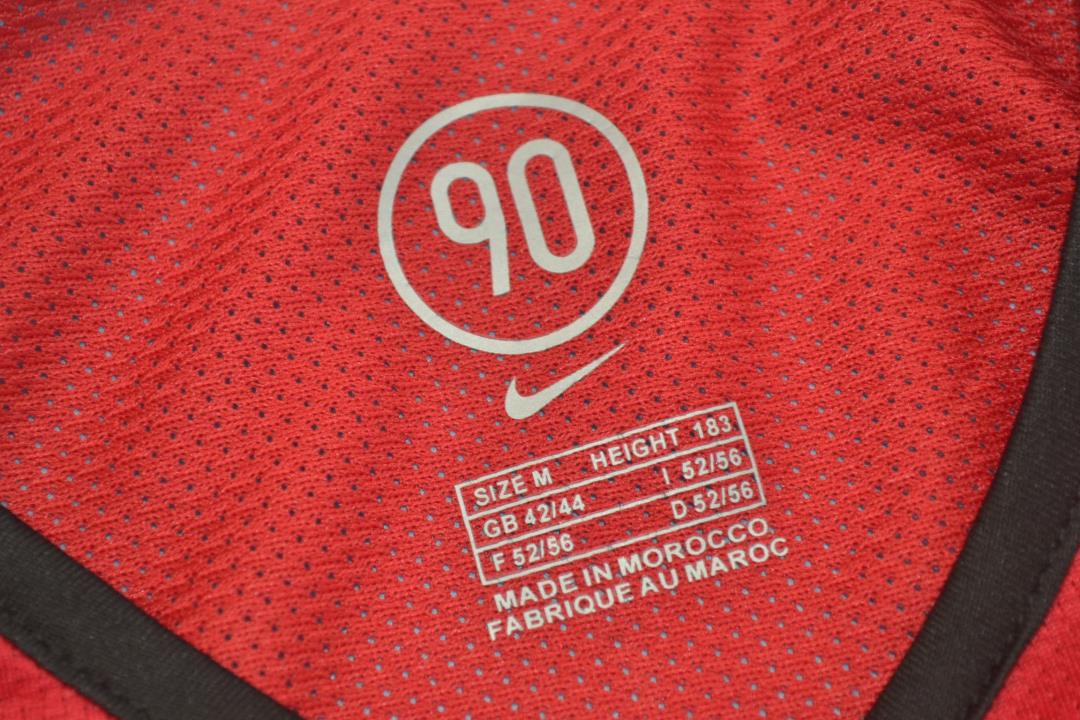 90
SIZE M HEIGHT 183
GB 42/44 I 52/56
F 52/56 D 52/56
MADE IN MOROCCO
FABRIQUE AU MAROC